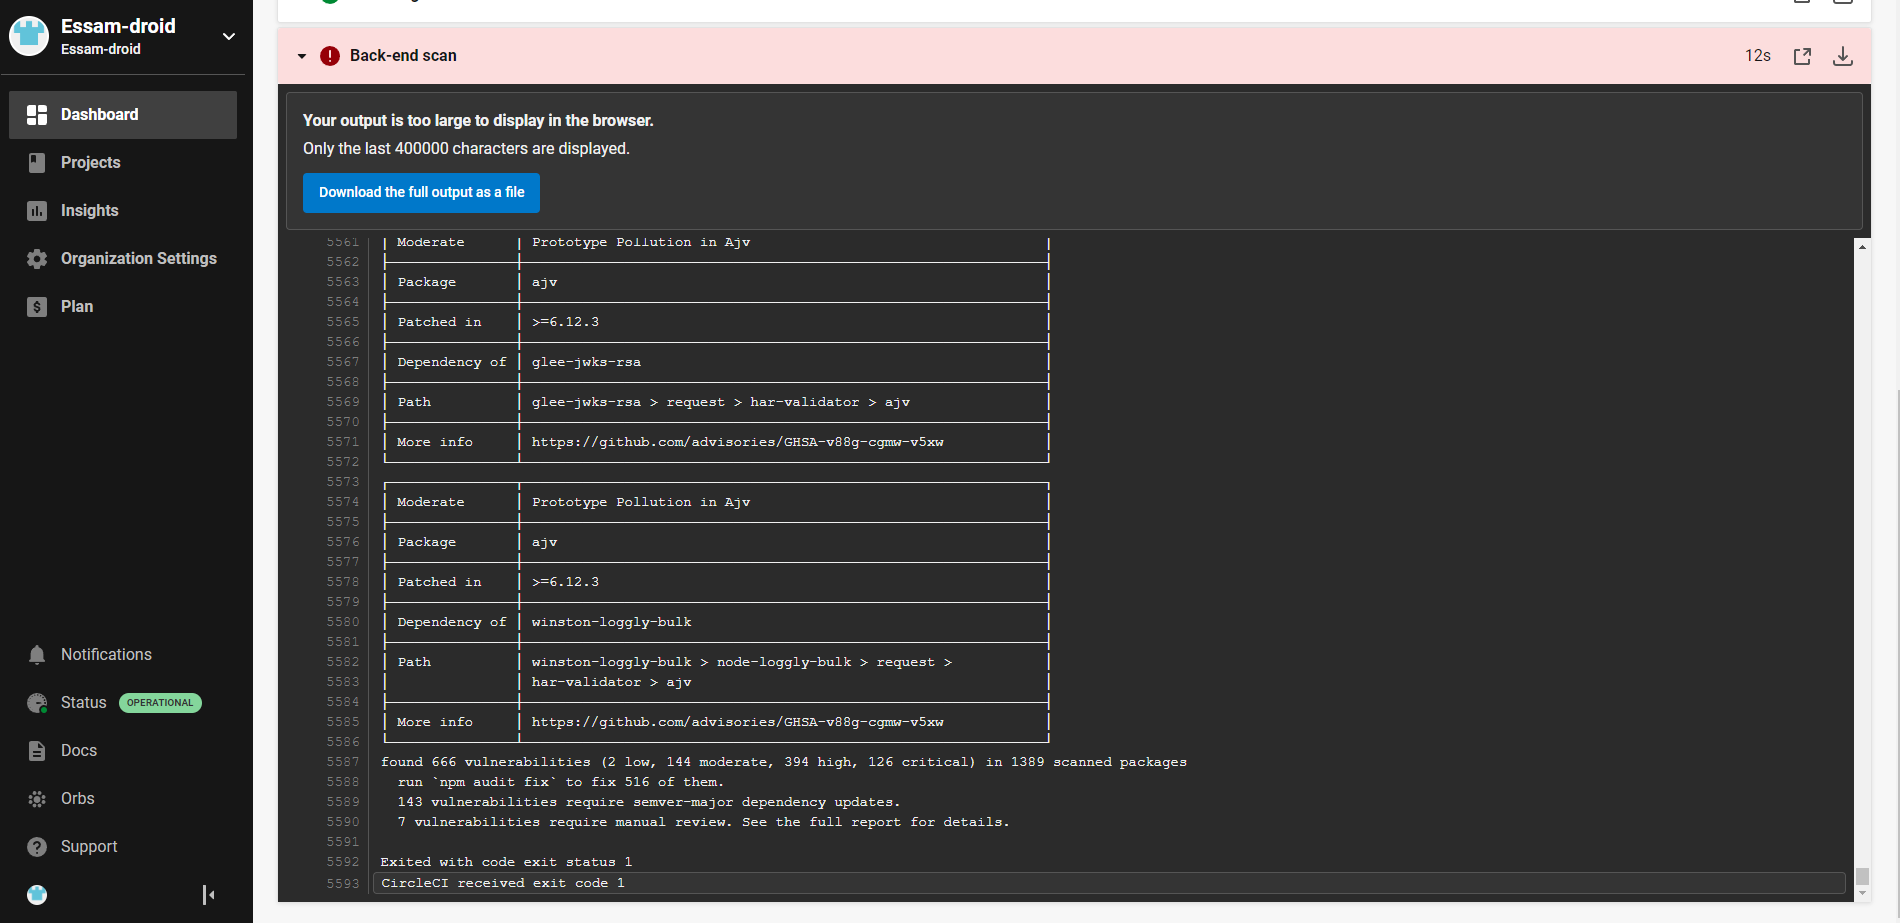 Essam-droid
Essam-droid
Dashboard
Projects
Insights
Organization Settings
Plan
Notifications
Status OPERATIONAL
Docs
Orbs
Support
Back-end scan 12s
Your output is too large to display in the browser.
Only the last 400000 characters are displayed.
Download the full output as a file
5561 Moderate Prototype Pollution in Ajv
5562
5563 Package ajv
5564
5565 Patched in >=6.12.3
5566
5567 Dependency of glee-jwks-rsa
5568
5569 Path glee-jwks-rsa > request > har-validator > ajv
5570
5571 More info https://github.com/advisories/GHSA-v88g-cgmw-v5xw
5572
5573
5574 Moderate Prototype Pollution in Ajv
5575
5576 Package ajv
5577
5578 Patched in >=6.12.3
5579
5580 Dependency of winston-loggly-bulk
5581
5582 Path winston-loggly-bulk > node-loggly-bulk > request >
5583 har-validator > ajv
5584
5585 More info https://github.com/advisories/GHSA-v88g-cgmw-v5xw
5586
5587 found 666 vulnerabilities (2 low, 144 moderate, 394 high, 126 critical) in 1389 scanned packages
5588 run `npm audit fix` to fix 516 of them.
5589 143 vulnerabilities require semver-major dependency updates.
5590 7 vulnerabilities require manual review. See the full report for details.
5591
5592 Exited with code exit status 1
5593 CircleCI received exit code 1